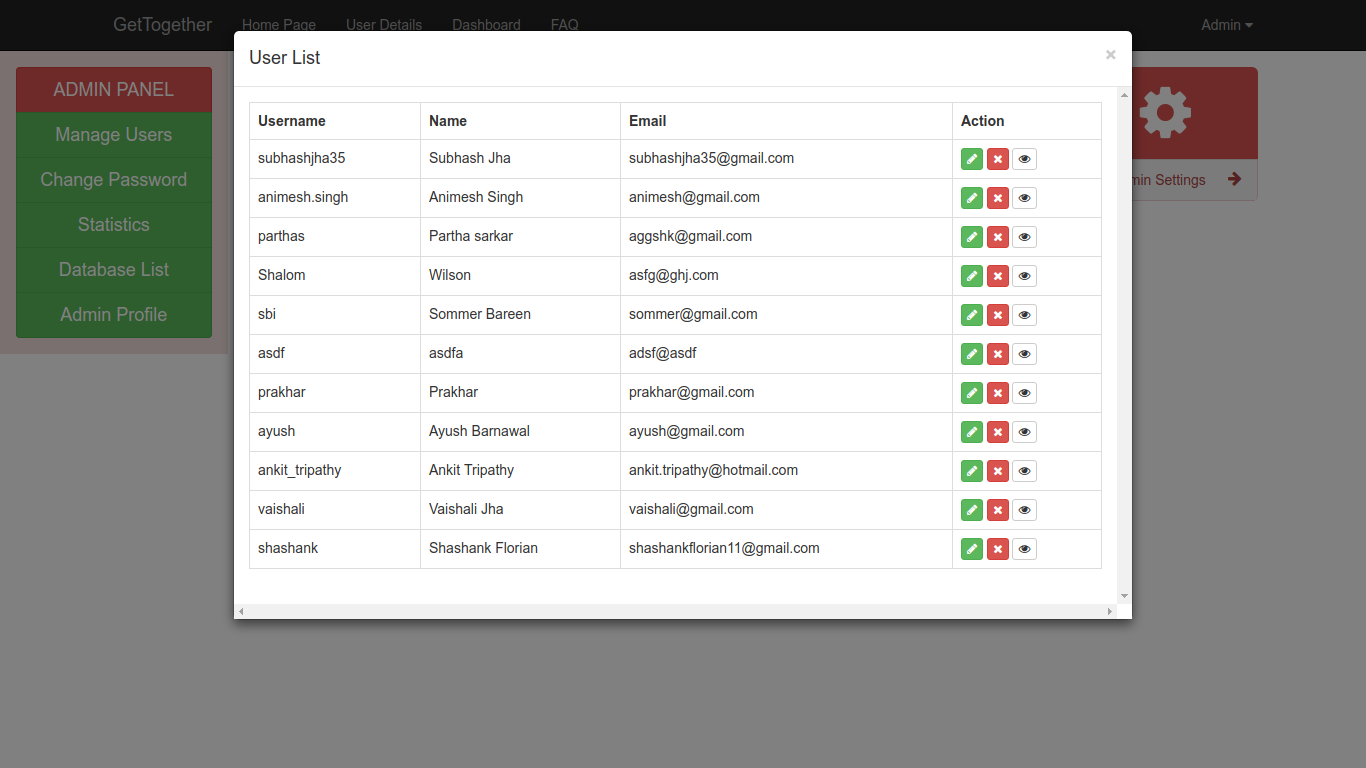 GetTogether Home Page User Details Dashboard FAQ Admin
User List ×
ADMIN PANEL
Manage Users
Change Password
Statistics
Database List
Admin Profile
Username Name Email Action
subhashjha35 Subhash Jha subhashjha35@gmail.com
animesh.singh Animesh Singh animesh@gmail.com
parthas Partha sarkar aggshk@gmail.com
Shalom Wilson asfg@ghj.com
sbi Sommer Bareen sommer@gmail.com
asdf asdfa adsf@asdf
prakhar Prakhar prakhar@gmail.com
ayush Ayush Barnawal ayush@gmail.com
ankit_tripathy Ankit Tripathy ankit.tripathy@hotmail.com
vaishali Vaishali Jha vaishali@gmail.com
shashank Shashank Florian shashankflorian11@gmail.com
min Settings